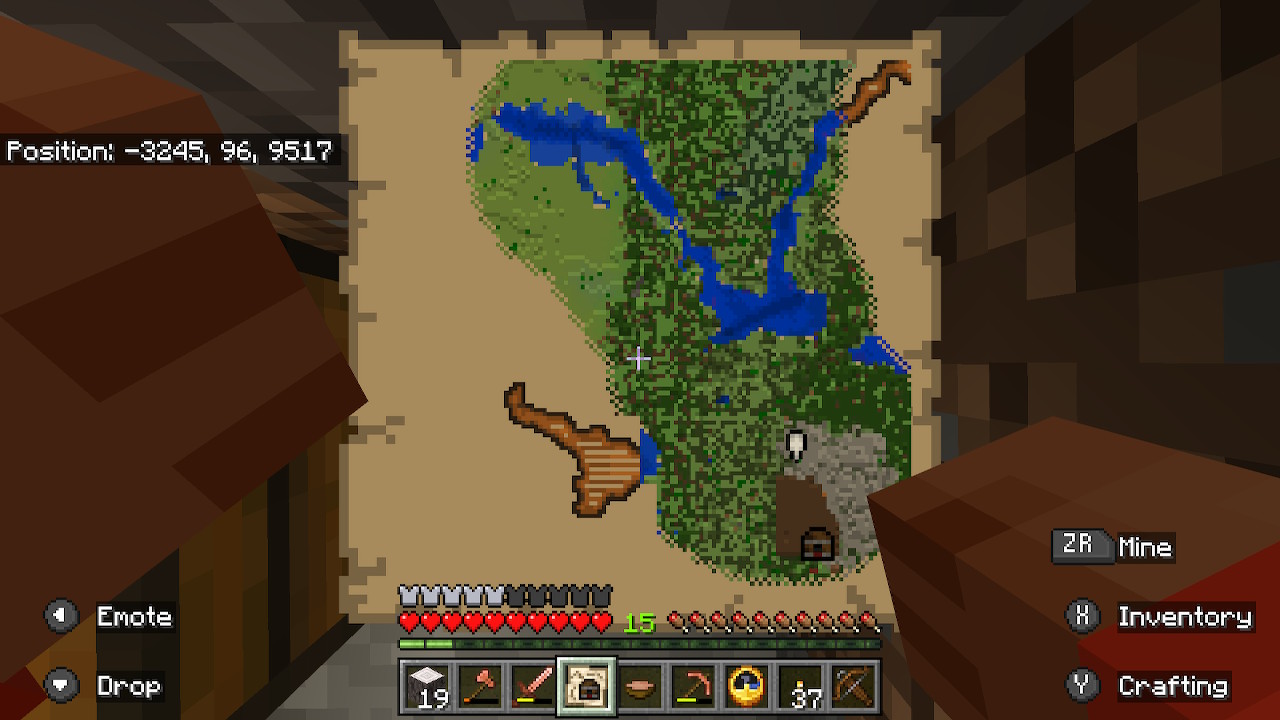 Position: -3245, 96, 9517
ZR Mine
Emote
X Inventory
15
Drop
Y Crafting
19
37